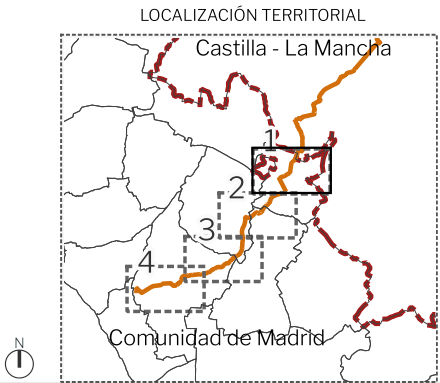 LOCALIZACIÓN TERRITORIAL
Castilla - La Mancha
1
2
3
4
Comunidad de Madrid
N